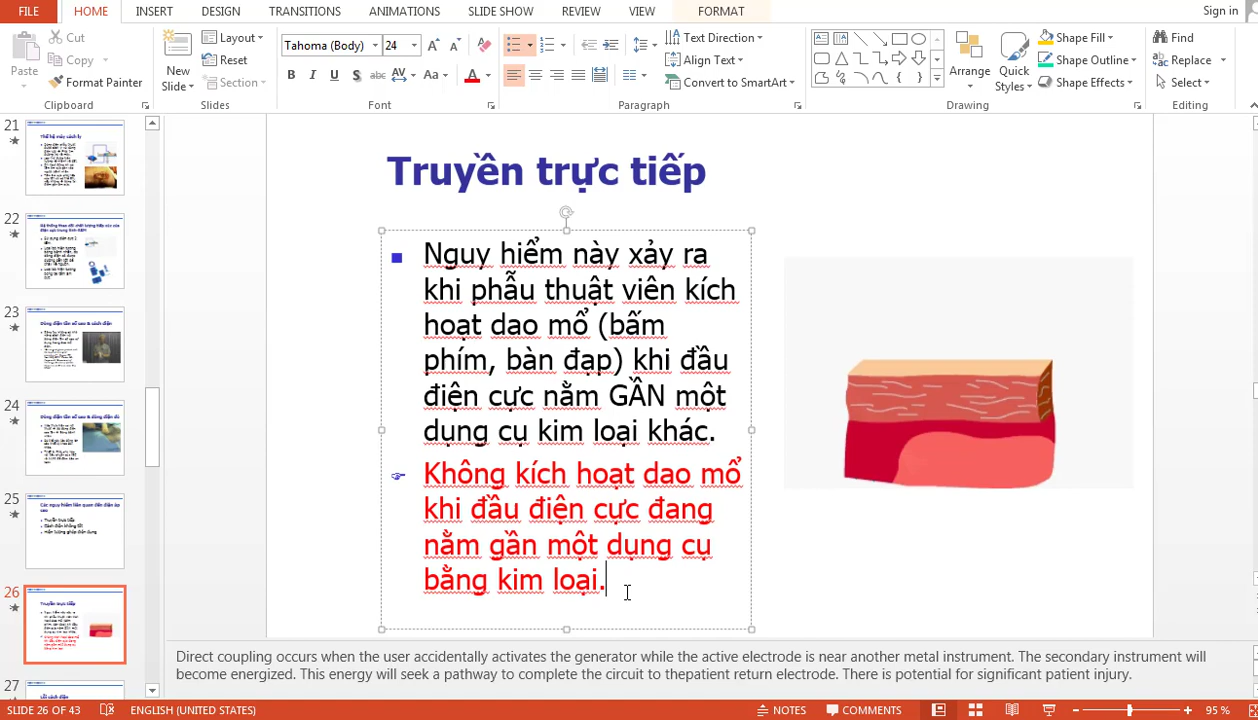 FILE HOME INSERT DESIGN TRANSITIONS ANIMATIONS SLIDE SHOW REVIEW VIEW FORMAT Sign in
Paste
Cut
Copy
Format Painter
Clipboard
New
Slide
Layout
Reset
Section
Slides
Tahoma (Body) 24
B I U S abc AV Aa A
Font
Text Direction
Align Text
Convert to SmartArt
Paragraph
Arrange
Quick
Styles
Shape Fill
Shape Outline
Shape Effects
Drawing
Find
Replace
Select
Editing
21
22
23
24
25
26
27
Truyền trực tiếp
Nguy hiểm này xảy ra
khi phẫu thuật viên kích
hoạt dao mổ (bấm
phím, bàn đạp) khi đầu
điện cực nằm GẦN một
dụng cụ kim loại khác.
Không kích hoạt dao mổ
khi đầu điện cực đang
nằm gần một dụng cụ
bằng kim loại.
Direct coupling occurs when the user accidentally activates the generator while the active electrode is near another metal instrument. The secondary instrument will
become energized. This energy will seek a pathway to complete the circuit to thepatient return electrode. There is potential for significant patient injury.
SLIDE 26 OF 43 ENGLISH (UNITED STATES) NOTES COMMENTS 95 %